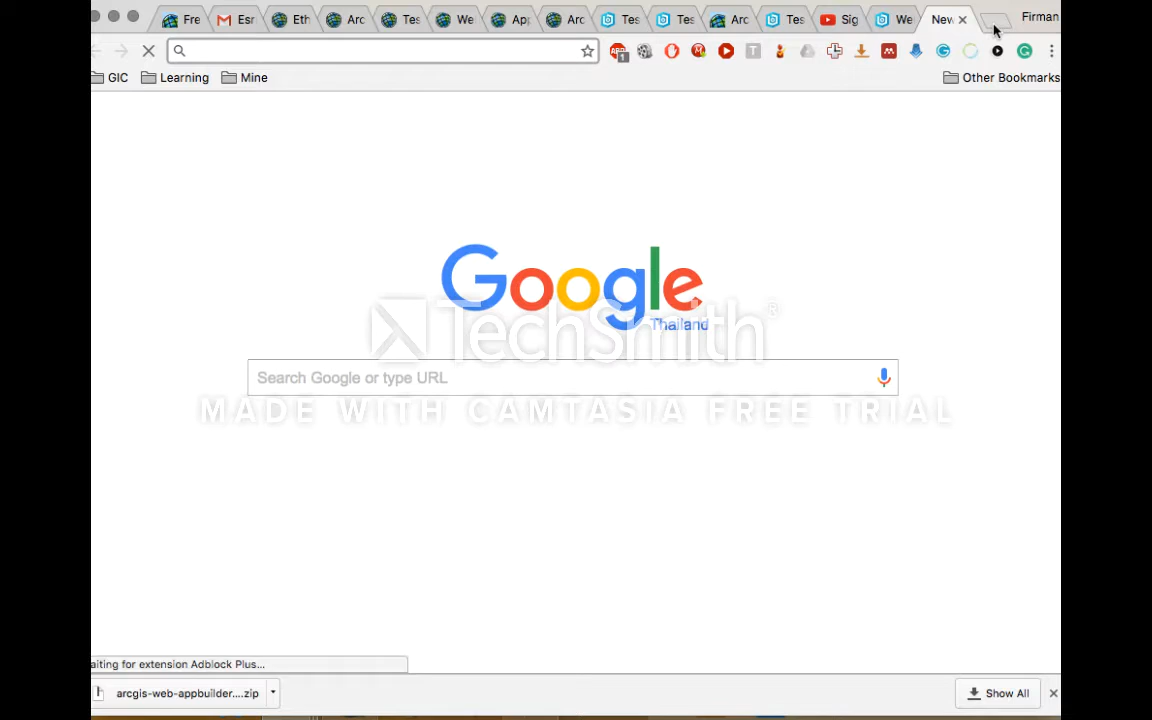 Fre Esr Eth Arc Tes We App Arc Tes Tes Arc Tes Sig We New Firman
GIC Learning Mine Other Bookmarks
Google
Thailand
TechSmith®
Search Google or type URL
MADE WITH CAMTASIA FREE TRIAL
aiting for extension Adblock Plus...
arcgis-web-appbuilder....zip Show All